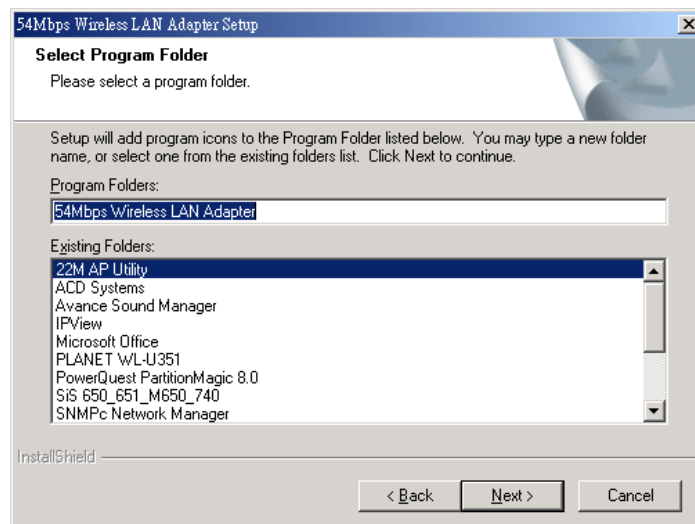 54Mbps Wireless LAN Adapter Setup
Select Program Folder
Please select a program folder.
Setup will add program icons to the Program Folder listed below. You may type a new folder
name, or select one from the existing folders list. Click Next to continue.
Program Folders:
54Mbps Wireless LAN Adapter
Existing Folders:
22M AP Utility
ACD Systems
Avance Sound Manager
IPView
Microsoft Office
PLANET WL-U351
PowerQuest PartitionMagic 8.0
SiS 650_651_M650_740
SNMPc Network Manager
InstallShield
< Back
Next >
Cancel